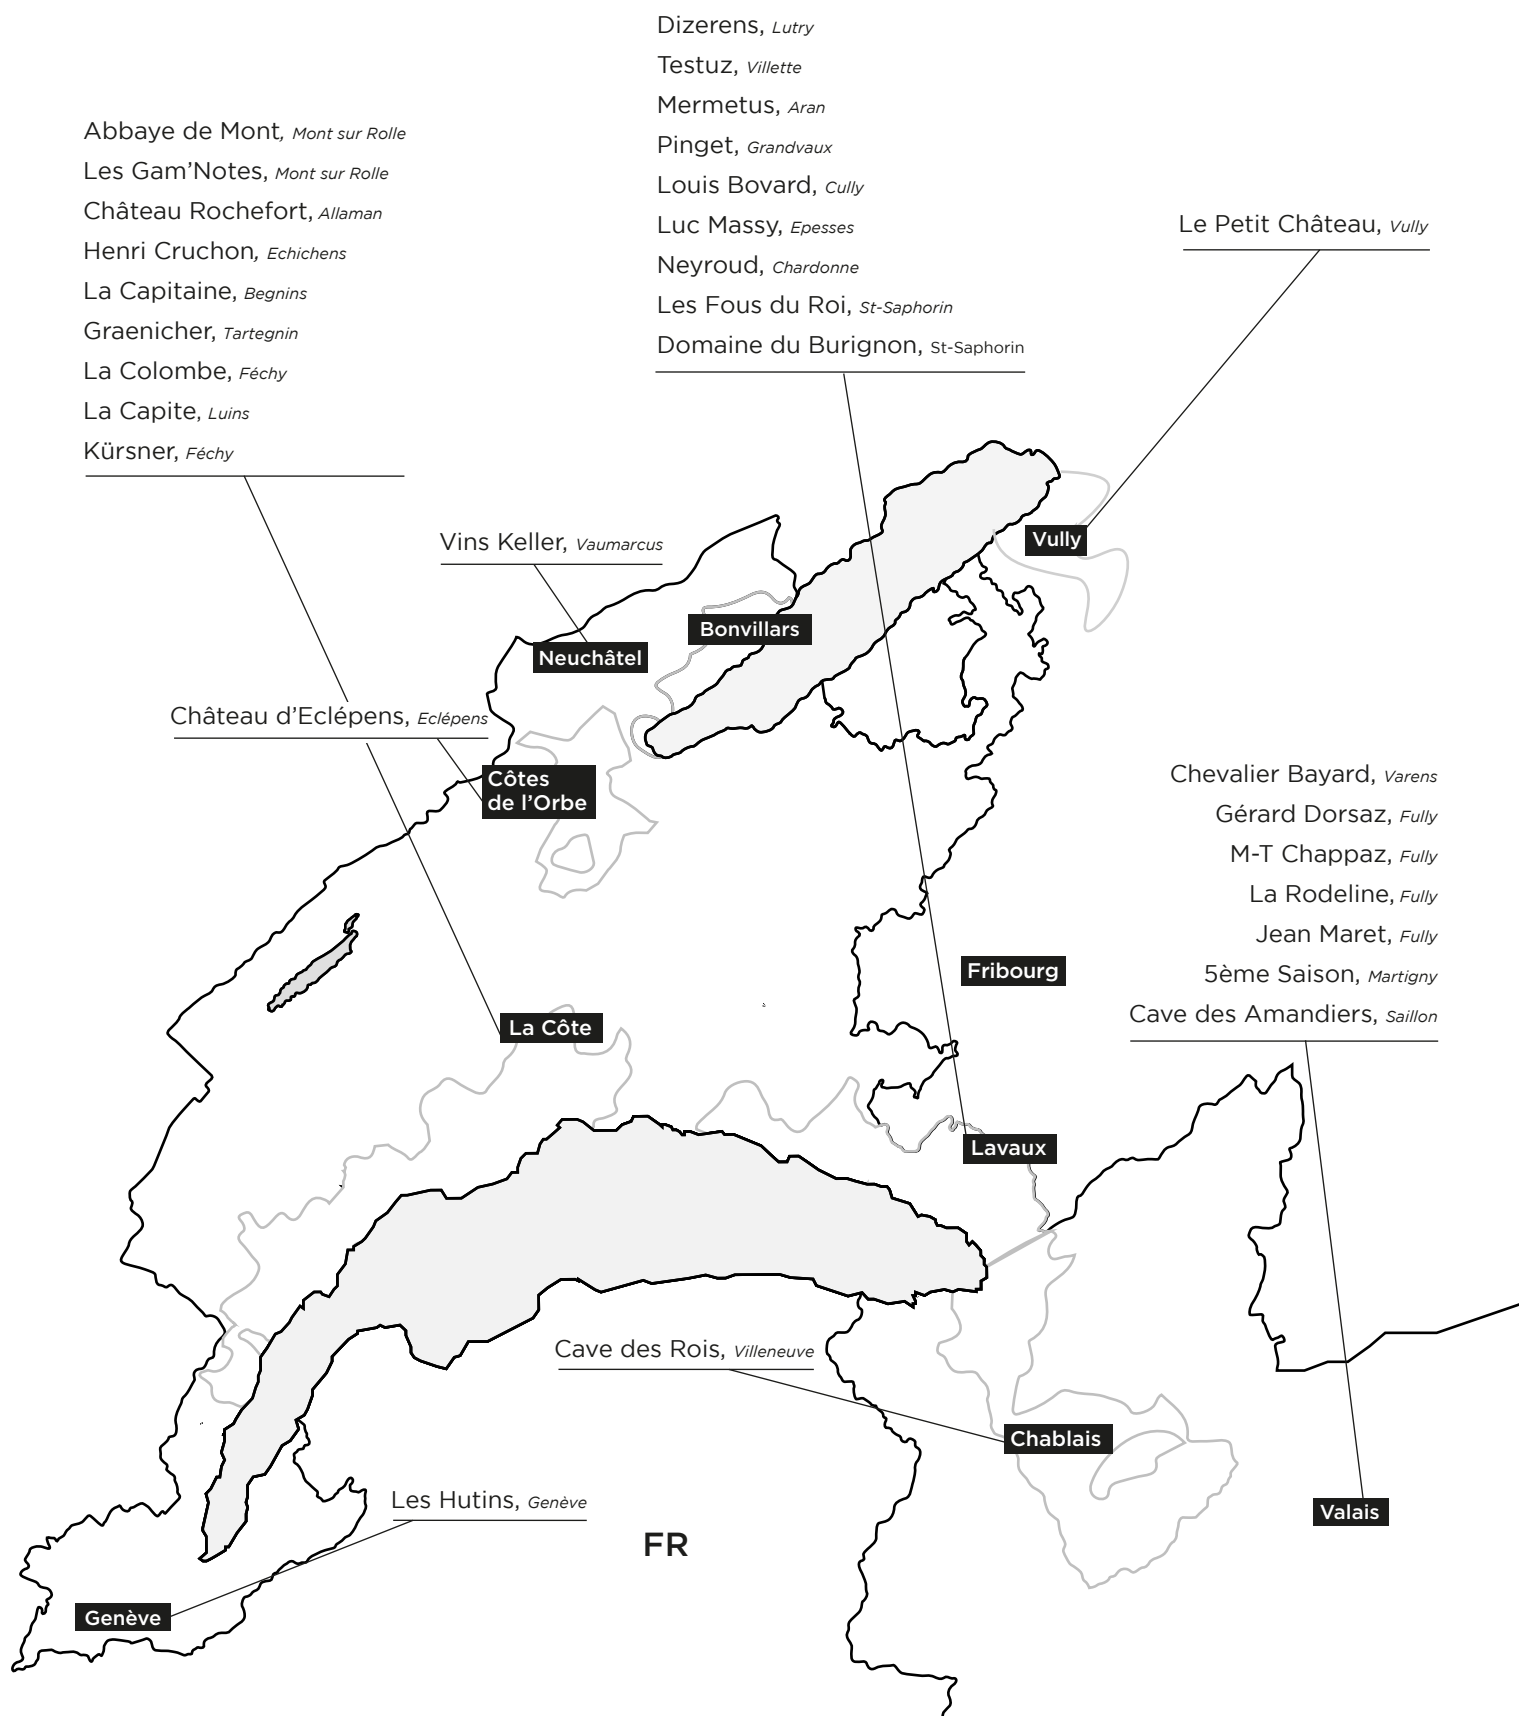 Dizerens, Lutry
Testuz, Villette
Mermetus, Aran
Pinget, Grandvaux
Louis Bovard, Cully
Luc Massy, Epesses
Neyroud, Chardonne
Les Fous du Roi, St-Saphorin
Domaine du Burignon, St-Saphorin
Abbaye de Mont, Mont sur Rolle
Les Gam'Notes, Mont sur Rolle
Château Rochefort, Allaman
Henri Cruchon, Echichens
La Capitaine, Begnins
Graenicher, Tartegnin
La Colombe, Féchy
La Capite, Luins
Kürsner, Féchy
Le Petit Château, Vully
Vins Keller, Vaumarcus
Vully
Bonvillars
Neuchâtel
Château d'Eclépens, Eclépens
Côtes
de l'Orbe
Chevalier Bayard, Varens
Gérard Dorsaz, Fully
M-T Chappaz, Fully
La Rodeline, Fully
Jean Maret, Fully
5ème Saison, Martigny
Cave des Amandiers, Saillon
Fribourg
La Côte
Lavaux
Cave des Rois, Villeneuve
Chablais
Les Hutins, Genève
Valais
FR
Genève